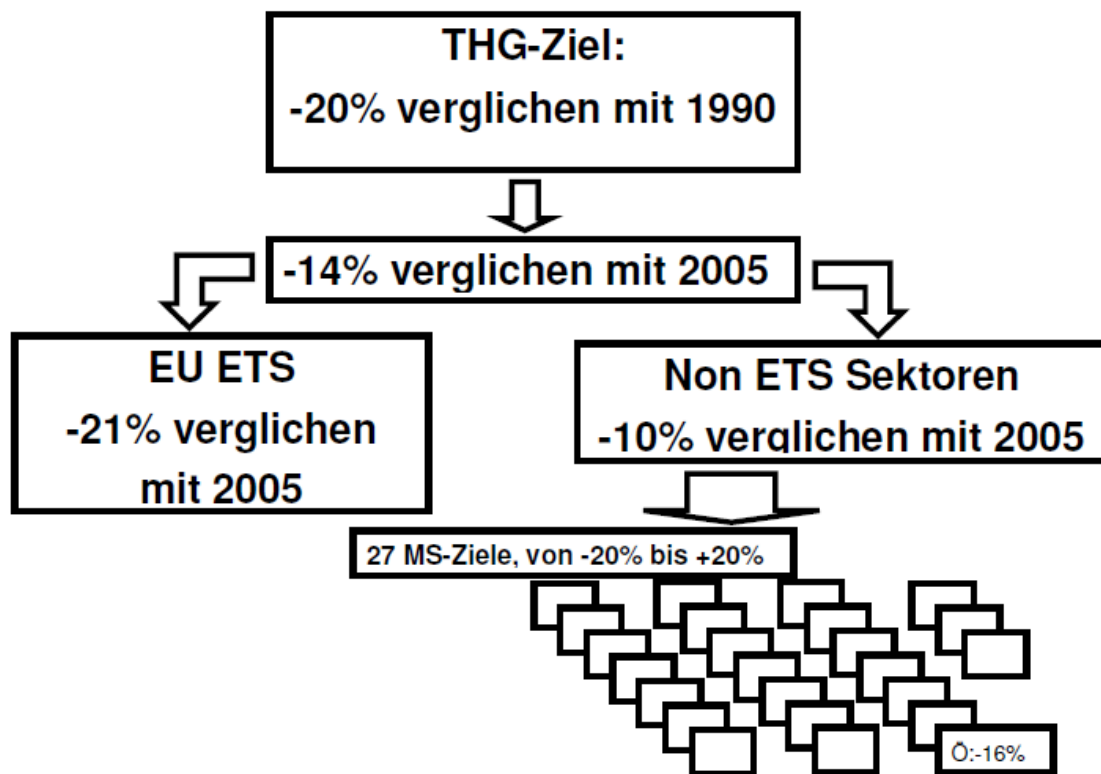 THG-Ziel:
-20% verglichen mit 1990
-14% verglichen mit 2005
EU ETS
-21% verglichen
mit 2005
Non ETS Sektoren
-10% verglichen mit 2005
27 MS-Ziele, von -20% bis +20%
Ö:-16%